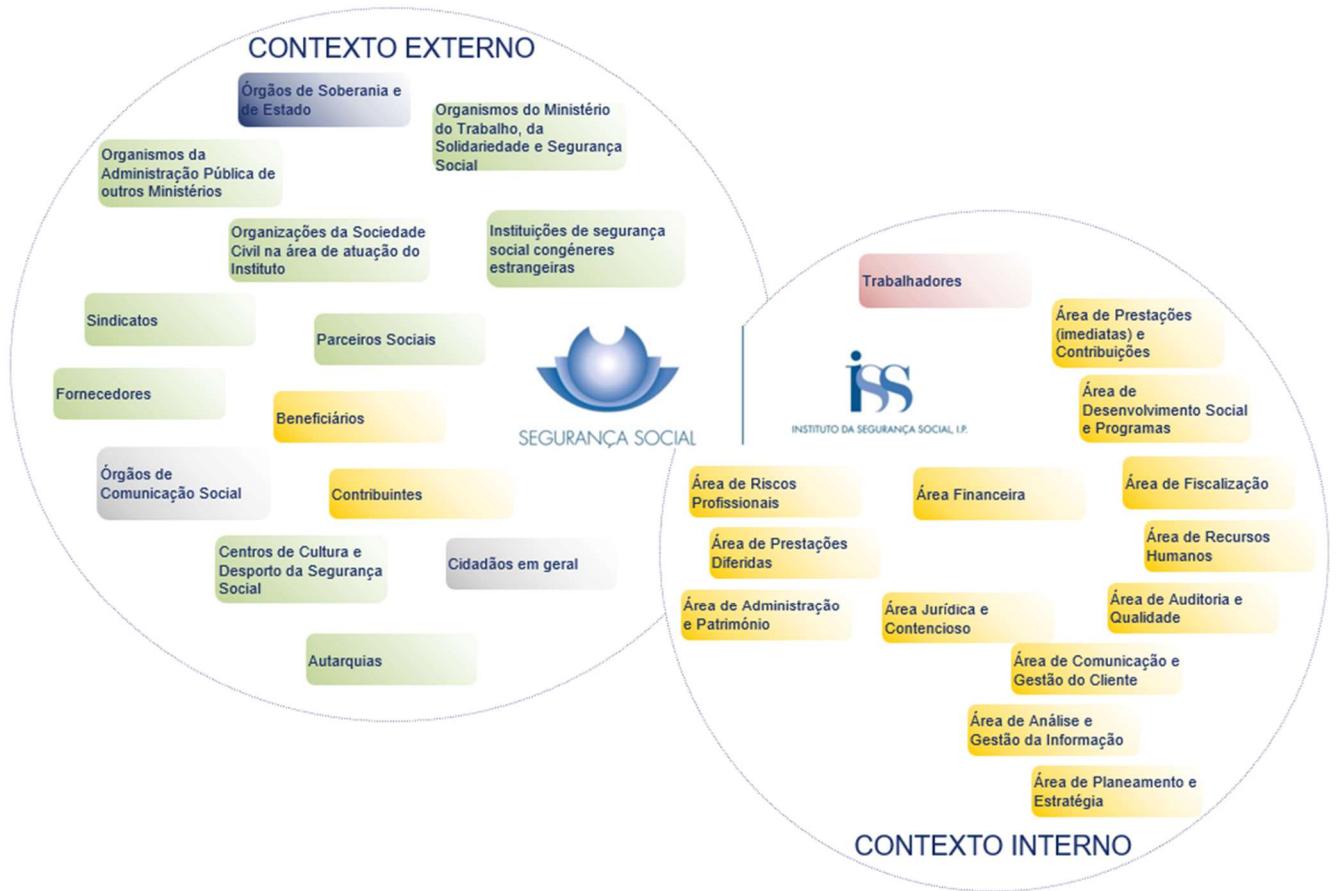 CONTEXTO EXTERNO
Órgãos de Soberania e
de Estado
Organismos do Ministério
do Trabalho, da
Solidariedade e Segurança
Social
Organismos da
Administração Pública de
outros Ministérios
Organizações da Sociedade
Civil na área de atuação do
Instituto
Instituições de segurança
social congéneres
estrangeiras
Sindicatos
Parceiros Sociais
Fornecedores
Beneficiários
Órgãos de
Comunicação Social
Contribuintes
Centros de Cultura e
Desporto da Segurança
Social
Cidadãos em geral
Autarquias
SEGURANÇA SOCIAL
iss
INSTITUTO DA SEGURANÇA SOCIAL, I.P.
Trabalhadores
Área de Prestações
(imediatas) e
Contribuições
Área de
Desenvolvimento Social
e Programas
Área de Riscos
Profissionais
Área Financeira
Área de Fiscalização
Área de Prestações
Diferidas
Área de Recursos
Humanos
Área de Administração
e Património
Área Jurídica e
Contencioso
Área de Auditoria e
Qualidade
Área de Comunicação e
Gestão do Cliente
Área de Análise e
Gestão da Informação
Área de Planeamento e
Estratégia
CONTEXTO INTERNO